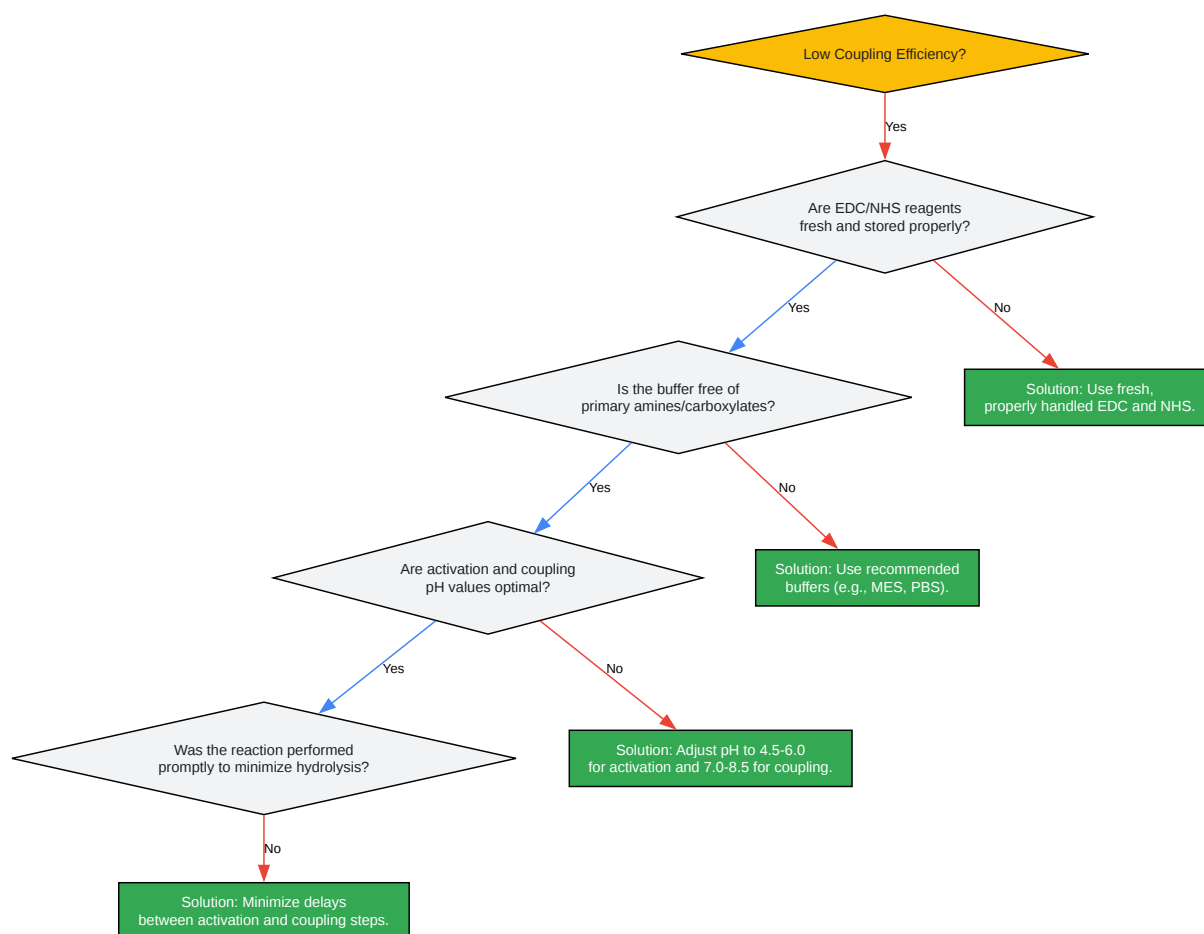 Low Coupling Efficiency?
Yes
Are EDC/NHS reagents
fresh and stored properly?
Yes
No
Is the buffer free of
primary amines/carboxylates?
Solution: Use fresh,
properly handled EDC and NHS.
Yes
No
Are activation and coupling
pH values optimal?
Solution: Use recommended
buffers (e.g., MES, PBS).
Yes
No
Was the reaction performed
promptly to minimize hydrolysis?
Solution: Adjust pH to 4.5-6.0
for activation and 7.0-8.5 for coupling.
No
Solution: Minimize delays
between activation and coupling steps.